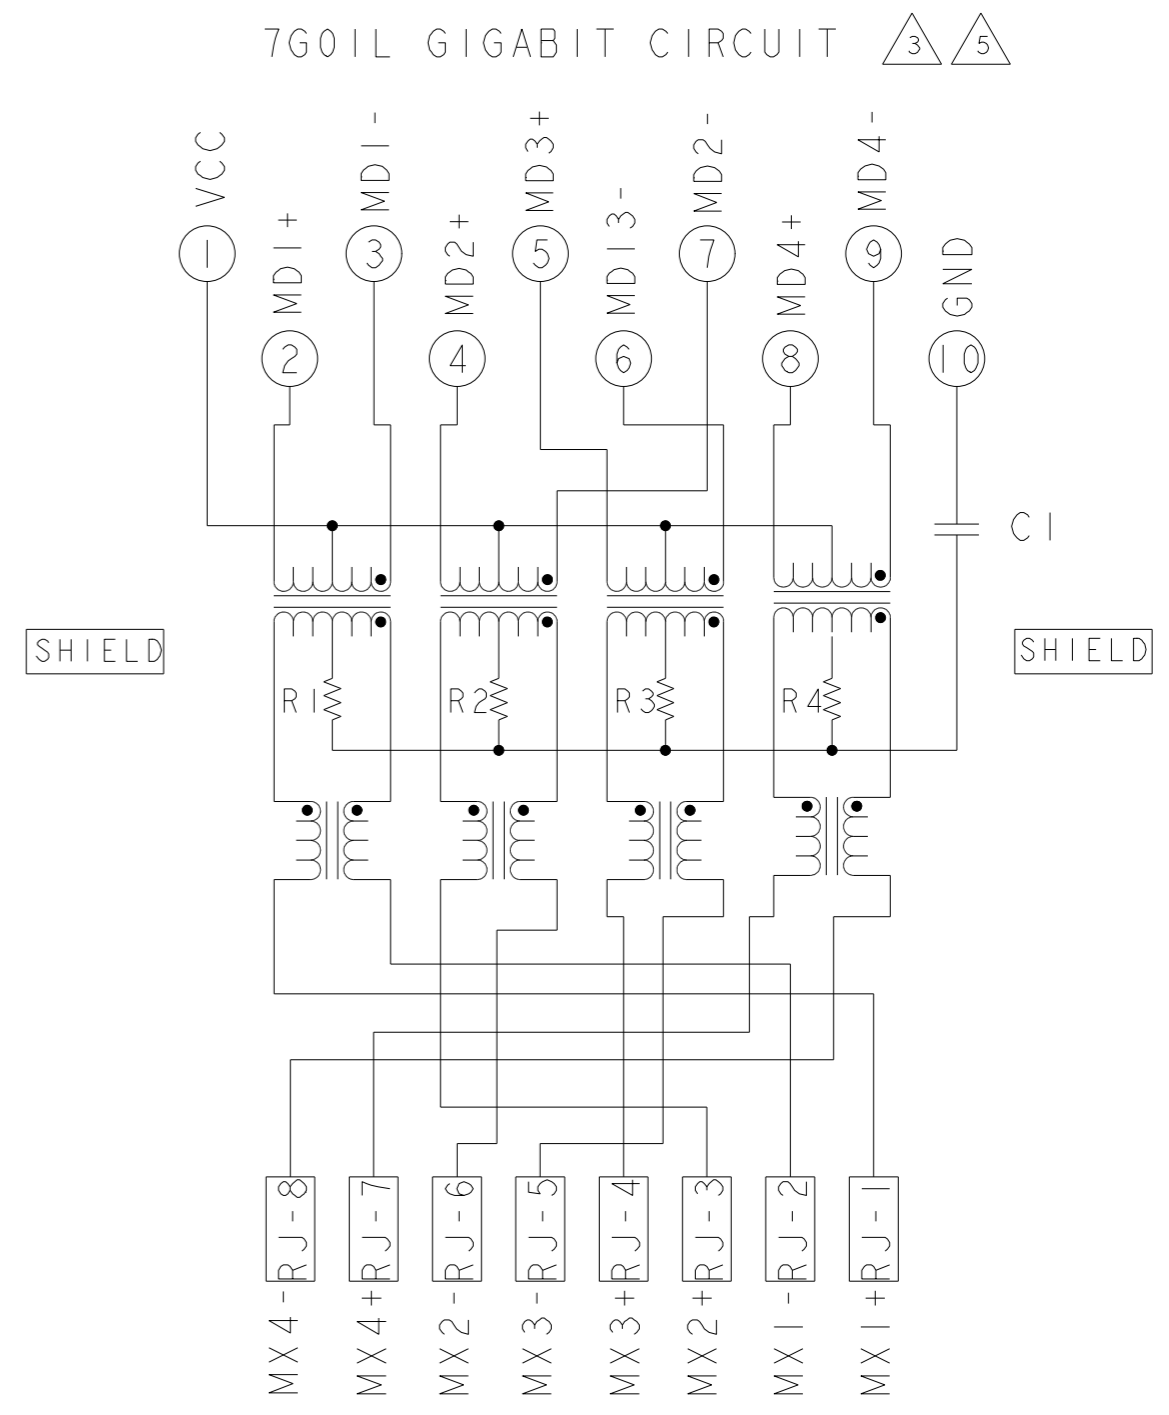 7G01L GIGABIT CIRCUIT 3 5
VCC
MD1+
MD1-
MD2+
MD3+
MD13-
MD2-
MD4+
MD4-
GND
1
3
5
7
9
2
4
6
8
10
C1
SHIELD
SHIELD
R1
R2
R3
R4
RJ-8
RJ-7
RJ-6
RJ-5
RJ-4
RJ-3
RJ-2
RJ-1
MX4-
MX4+
MX2-
MX3-
MX3+
MX2+
MX1-
MX1+